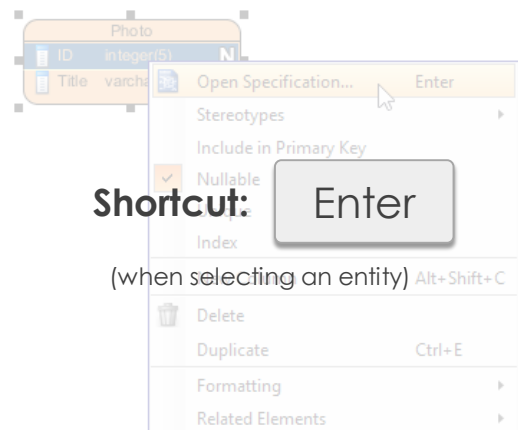 Photo
ID integer(5) N
Title varcha
Open Specification... Enter
Stereotypes
Include in Primary Key
Nullable
Shortcut: Enter
Index
(when selecting an entity) Alt+Shift+C
Delete
Duplicate Ctrl+E
Formatting
Related Elements